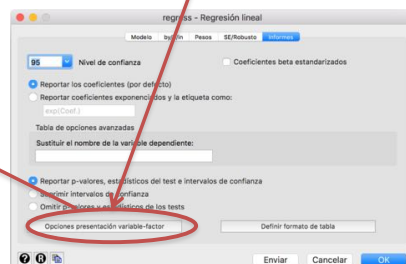 regress - Regresión lineal
Modelo by/if/in Pesos SE/Robusto Informes
95 Nivel de confianza
Coeficientes beta estandarizados
Reportar los coeficientes (por defecto)
Reportar coeficientes exponenciados y la etiqueta como:
exp(Coef.)
Tabla de opciones avanzadas
Sustituir el nombre de la variable dependiente:
Reportar p-valores, estadísticos del test e intervalos de confianza
Suprimir intervalos de confianza
Omitir p-valores y estadísticos de los tests
Opciones presentación variable-factor
Definir formato de tabla
? R
Enviar Cancelar OK